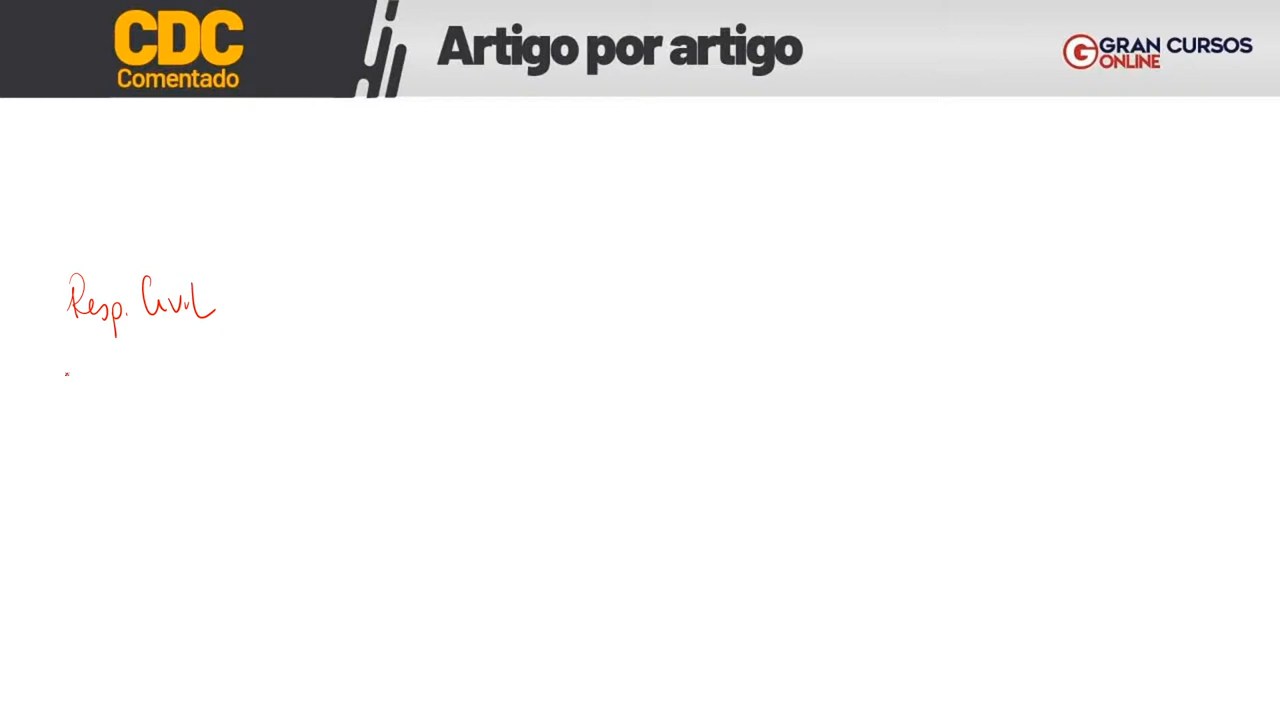 CDC
Comentado
Artigo por artigo
GRAN CURSOS
ONLINE
Resp. Civil